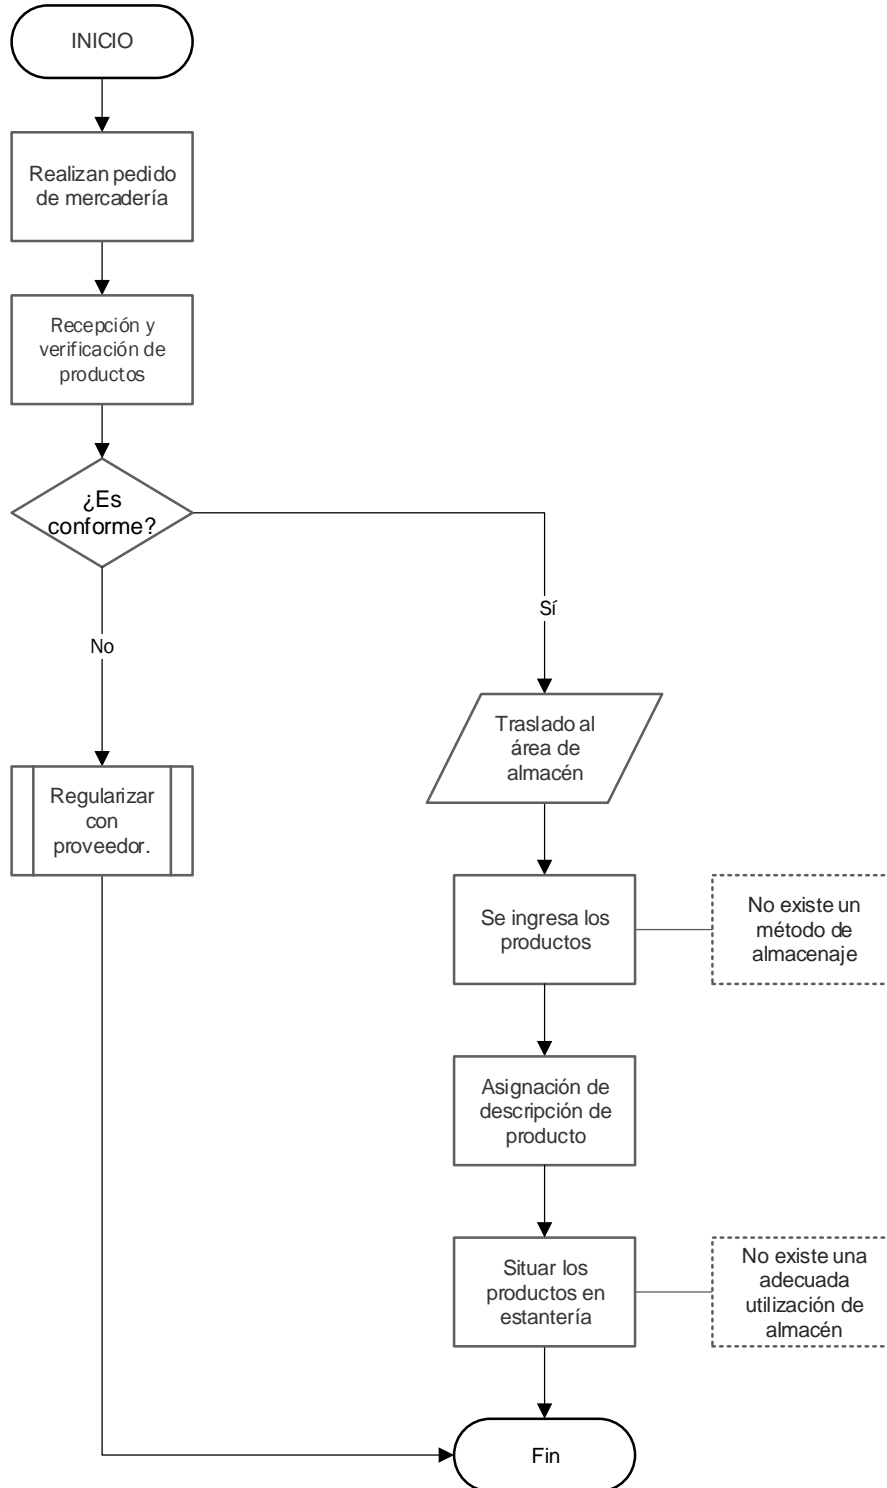 INICIO
Realizan pedido
de mercadería
Recepción y
verificación de
productos
¿Es
conforme?
Sí
No
Traslado al
área de
almacén
Regularizar
con
proveedor.
Se ingresa los
productos
No existe un
método de
almacenaje
Asignación de
descripción de
producto
Situar los
productos en
estantería
No existe una
adecuada
utilización de
almacén
Fin